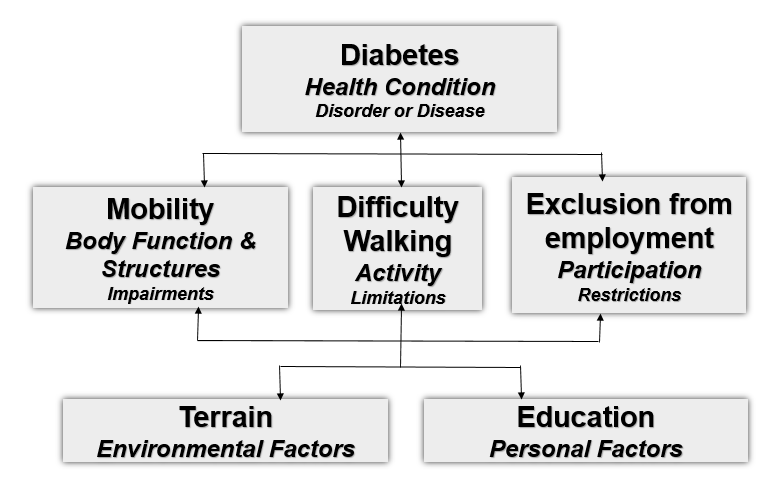 Diabetes
Health Condition
Disorder or Disease
Mobility
Body Function &
Structures
Impairments
Difficulty
Walking
Activity
Limitations
Exclusion from
employment
Participation
Restrictions
Terrain
Environmental Factors
Education
Personal Factors